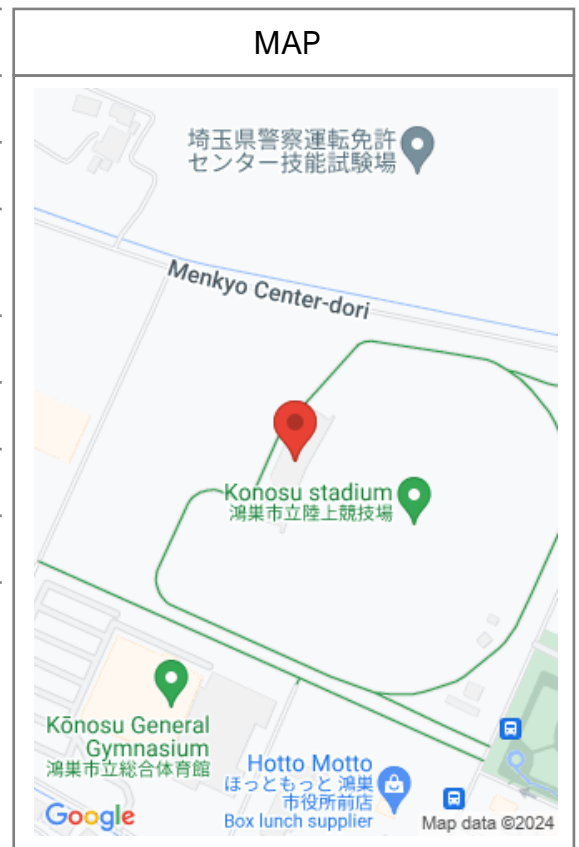 MAP
埼玉県警察運転免許
センター技能試験場
Menkyo Center-dori
Konosu stadium
鴻巣市立陸上競技場
Kōnosu General
Gymnasium
鴻巣市立総合体育館
Hotto Motto
ほっともっと 鴻巣
市役所前店
Box lunch supplier
Google
Map data ©2024